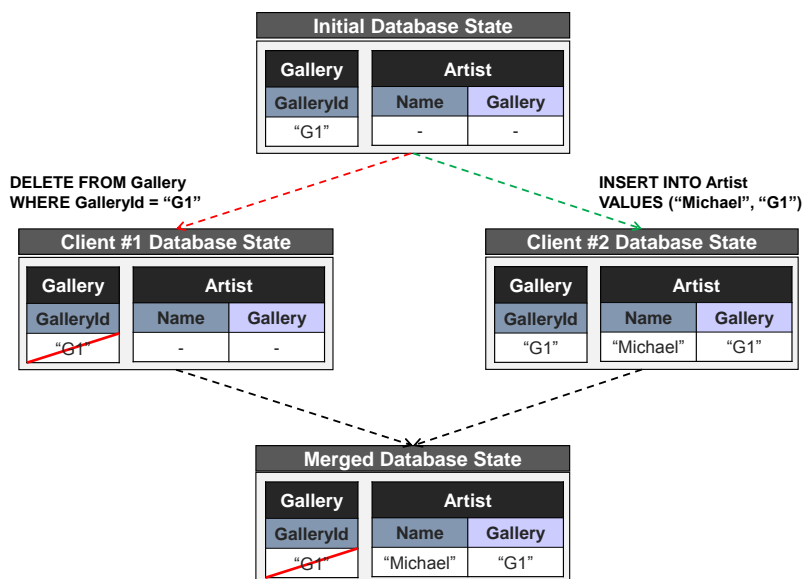 Initial Database State
Gallery Artist
GalleryId Name Gallery
“G1” - -
DELETE FROM Gallery
WHERE GalleryId = “G1”
INSERT INTO Artist
VALUES (“Michael”, “G1”)
Client #1 Database State
Gallery Artist
GalleryId Name Gallery
“G1” - -
Client #2 Database State
Gallery Artist
GalleryId Name Gallery
“G1” “Michael” “G1”
Merged Database State
Gallery Artist
GalleryId Name Gallery
“G1” “Michael” “G1”